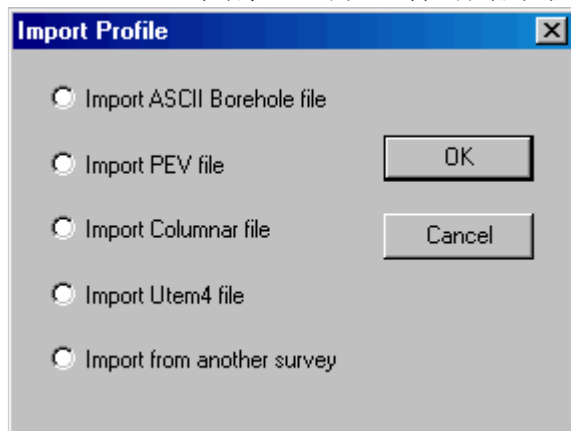 Import Profile
Import ASCII Borehole file
OK
Import PEV file
Import Columnar file
Cancel
Import Utem4 file
Import from another survey